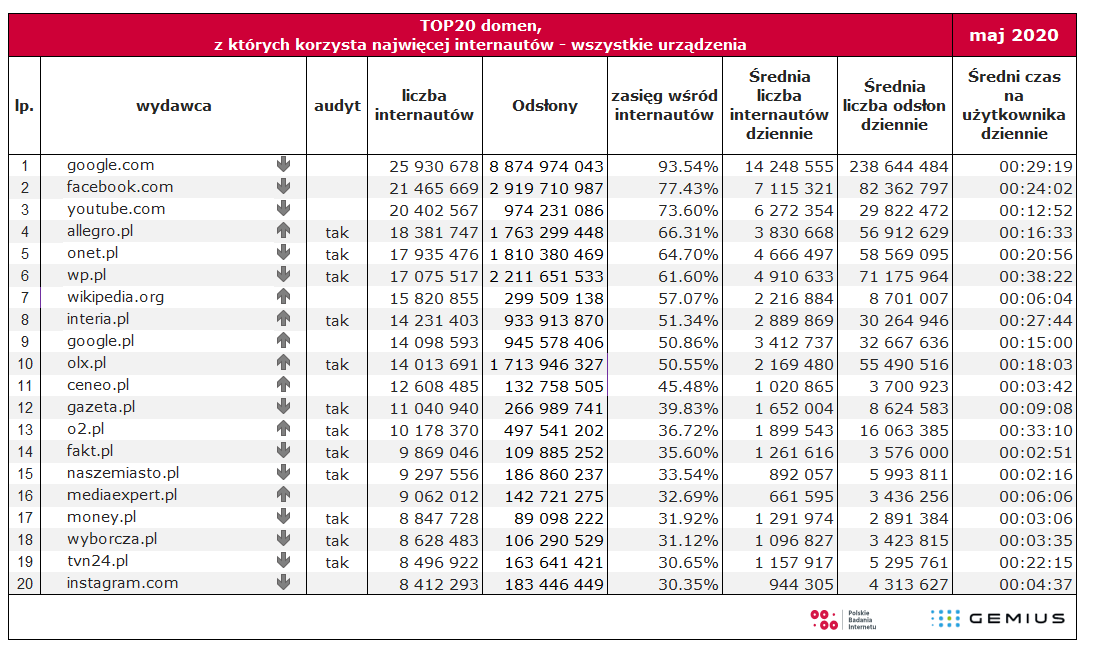 TOP20 domen,
z których korzysta najwięcej internautów - wszystkie urządzenia
maj 2020
lp. wydawca audyt liczba internautów Odsłony zasięg wśród internautów Średnia liczba internautów dziennie Średnia liczba odsłon dziennie Średni czas na użytkownika dziennie
1 google.com 25 930 678 8 874 974 043 93.54% 14 248 555 238 644 484 00:29:19
2 facebook.com 21 465 669 2 919 710 987 77.43% 7 115 321 82 362 797 00:24:02
3 youtube.com 20 402 567 974 231 086 73.60% 6 272 354 29 822 472 00:12:52
4 allegro.pl tak 18 381 747 1 763 299 448 66.31% 3 830 668 56 912 629 00:16:33
5 onet.pl tak 17 935 476 1 810 380 469 64.70% 4 666 497 58 569 095 00:20:56
6 wp.pl tak 17 075 517 2 211 651 533 61.60% 4 910 633 71 175 964 00:38:22
7 wikipedia.org 15 820 855 299 509 138 57.07% 2 216 884 8 701 007 00:06:04
8 interia.pl tak 14 231 403 933 913 870 51.34% 2 889 869 30 264 946 00:27:44
9 google.pl 14 098 593 945 578 406 50.86% 3 412 737 32 667 636 00:15:00
10 olx.pl tak 14 013 691 1 713 946 327 50.55% 2 169 480 55 490 516 00:18:03
11 ceneo.pl 12 608 485 132 758 505 45.48% 1 020 865 3 700 923 00:03:42
12 gazeta.pl tak 11 040 940 266 989 741 39.83% 1 652 004 8 624 583 00:09:08
13 o2.pl tak 10 178 370 497 541 202 36.72% 1 899 543 16 063 385 00:33:10
14 fakt.pl tak 9 869 046 109 885 252 35.60% 1 261 616 3 576 000 00:02:51
15 naszemiasto.pl tak 9 297 556 186 860 237 33.54% 892 057 5 993 811 00:02:16
16 mediaexpert.pl 9 062 012 142 721 275 32.69% 661 595 3 436 256 00:06:06
17 money.pl tak 8 847 728 89 098 222 31.92% 1 291 974 2 891 384 00:03:06
18 wyborcza.pl tak 8 628 483 106 290 529 31.12% 1 096 827 3 423 815 00:03:35
19 tvn24.pl tak 8 496 922 163 641 421 30.65% 1 157 917 5 295 761 00:22:15
20 instagram.com 8 412 293 183 446 449 30.35% 944 305 4 313 627 00:04:37
Polskie
Badania
Internetu
GEMIUS